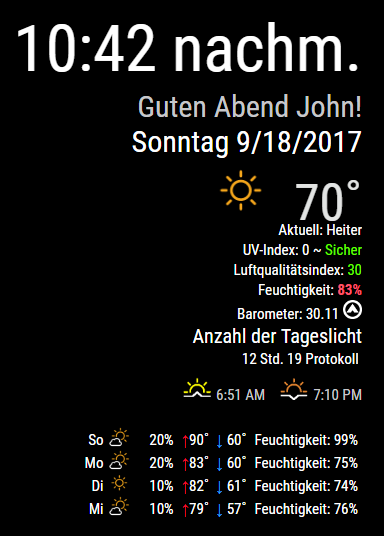 10:42 nachm.
Guten Abend John!
Sonntag 9/18/2017
70°
Aktuell: Heiter
UV-Index: 0 ~ Sicher
Luftqualitätsindex: 30
Feuchtigkeit: 83%
Barometer: 30.11
Anzahl der Tageslicht
12 Std. 19 Protokoll
6:51 AM 7:10 PM
So 20% ↑90° ↓60° Feuchtigkeit: 99%
Mo 20% ↑83° ↓60° Feuchtigkeit: 75%
Di 10% ↑82° ↓61° Feuchtigkeit: 74%
Mi 10% ↑79° ↓57° Feuchtigkeit: 76%